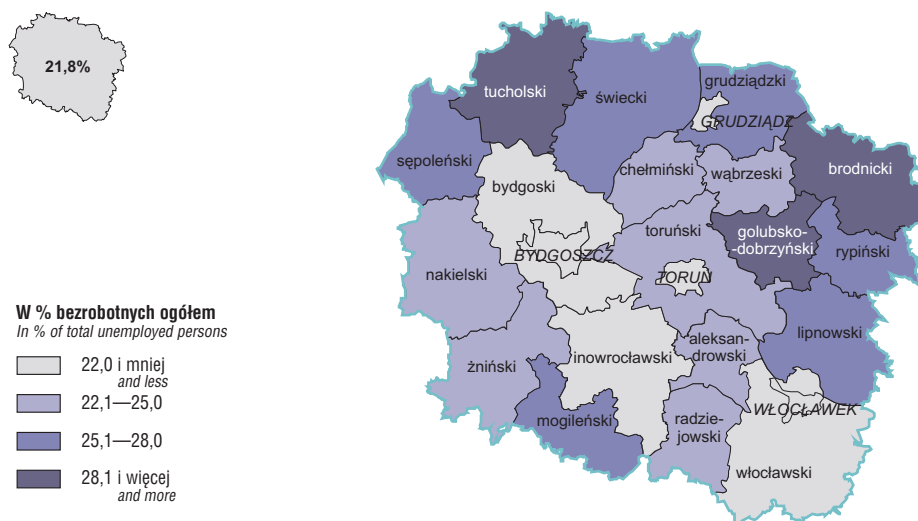 21,8%
tucholski
świecki
grudziądzki
GRUDZIĄDZ
sępoleński
chełmiński
wąbrzeski
brodnicki
bydgoski
golubsko-
-dobrzyński
toruński
rypiński
BYDGOSZCZ
nakielski
TORUŃ
lipnowski
inowrocławski
aleksan-
drowski
żniński
WŁOCŁAWEK
mogileński
radzie-
jowski
włocławski
W % bezrobotnych ogółem
In % of total unemployed persons
22,0 i mniej
and less
22,1—25,0
25,1—28,0
28,1 i więcej
and more